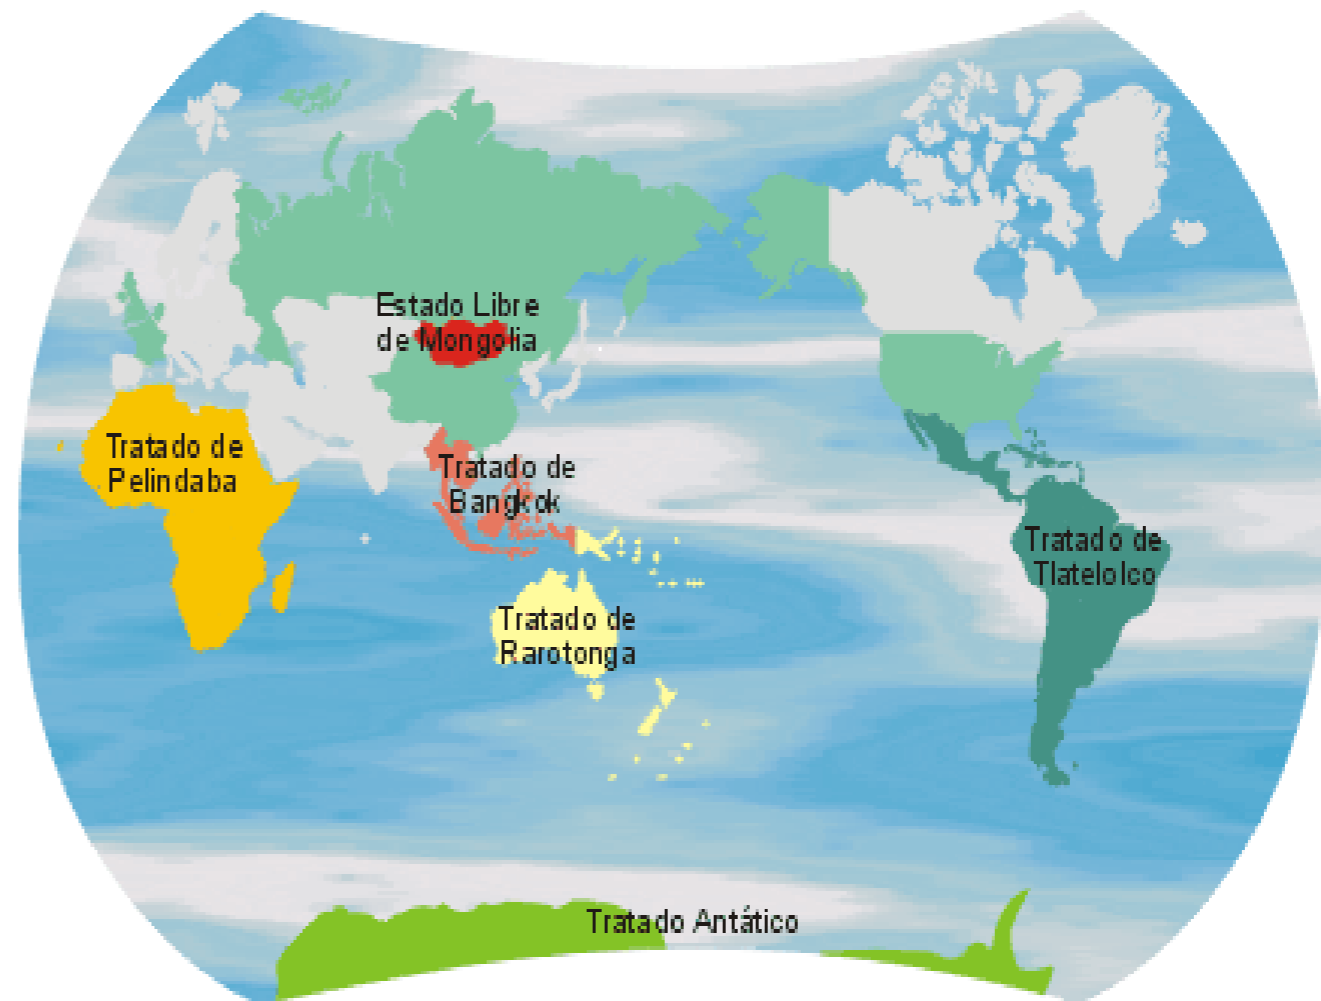 Estado Libre
de Mongolia
Tratado de
Pelindaba
Tratado de
Bangkok
Tratado de
Tlatelolco
Tratado de
Rarotonga
Tratado Antático